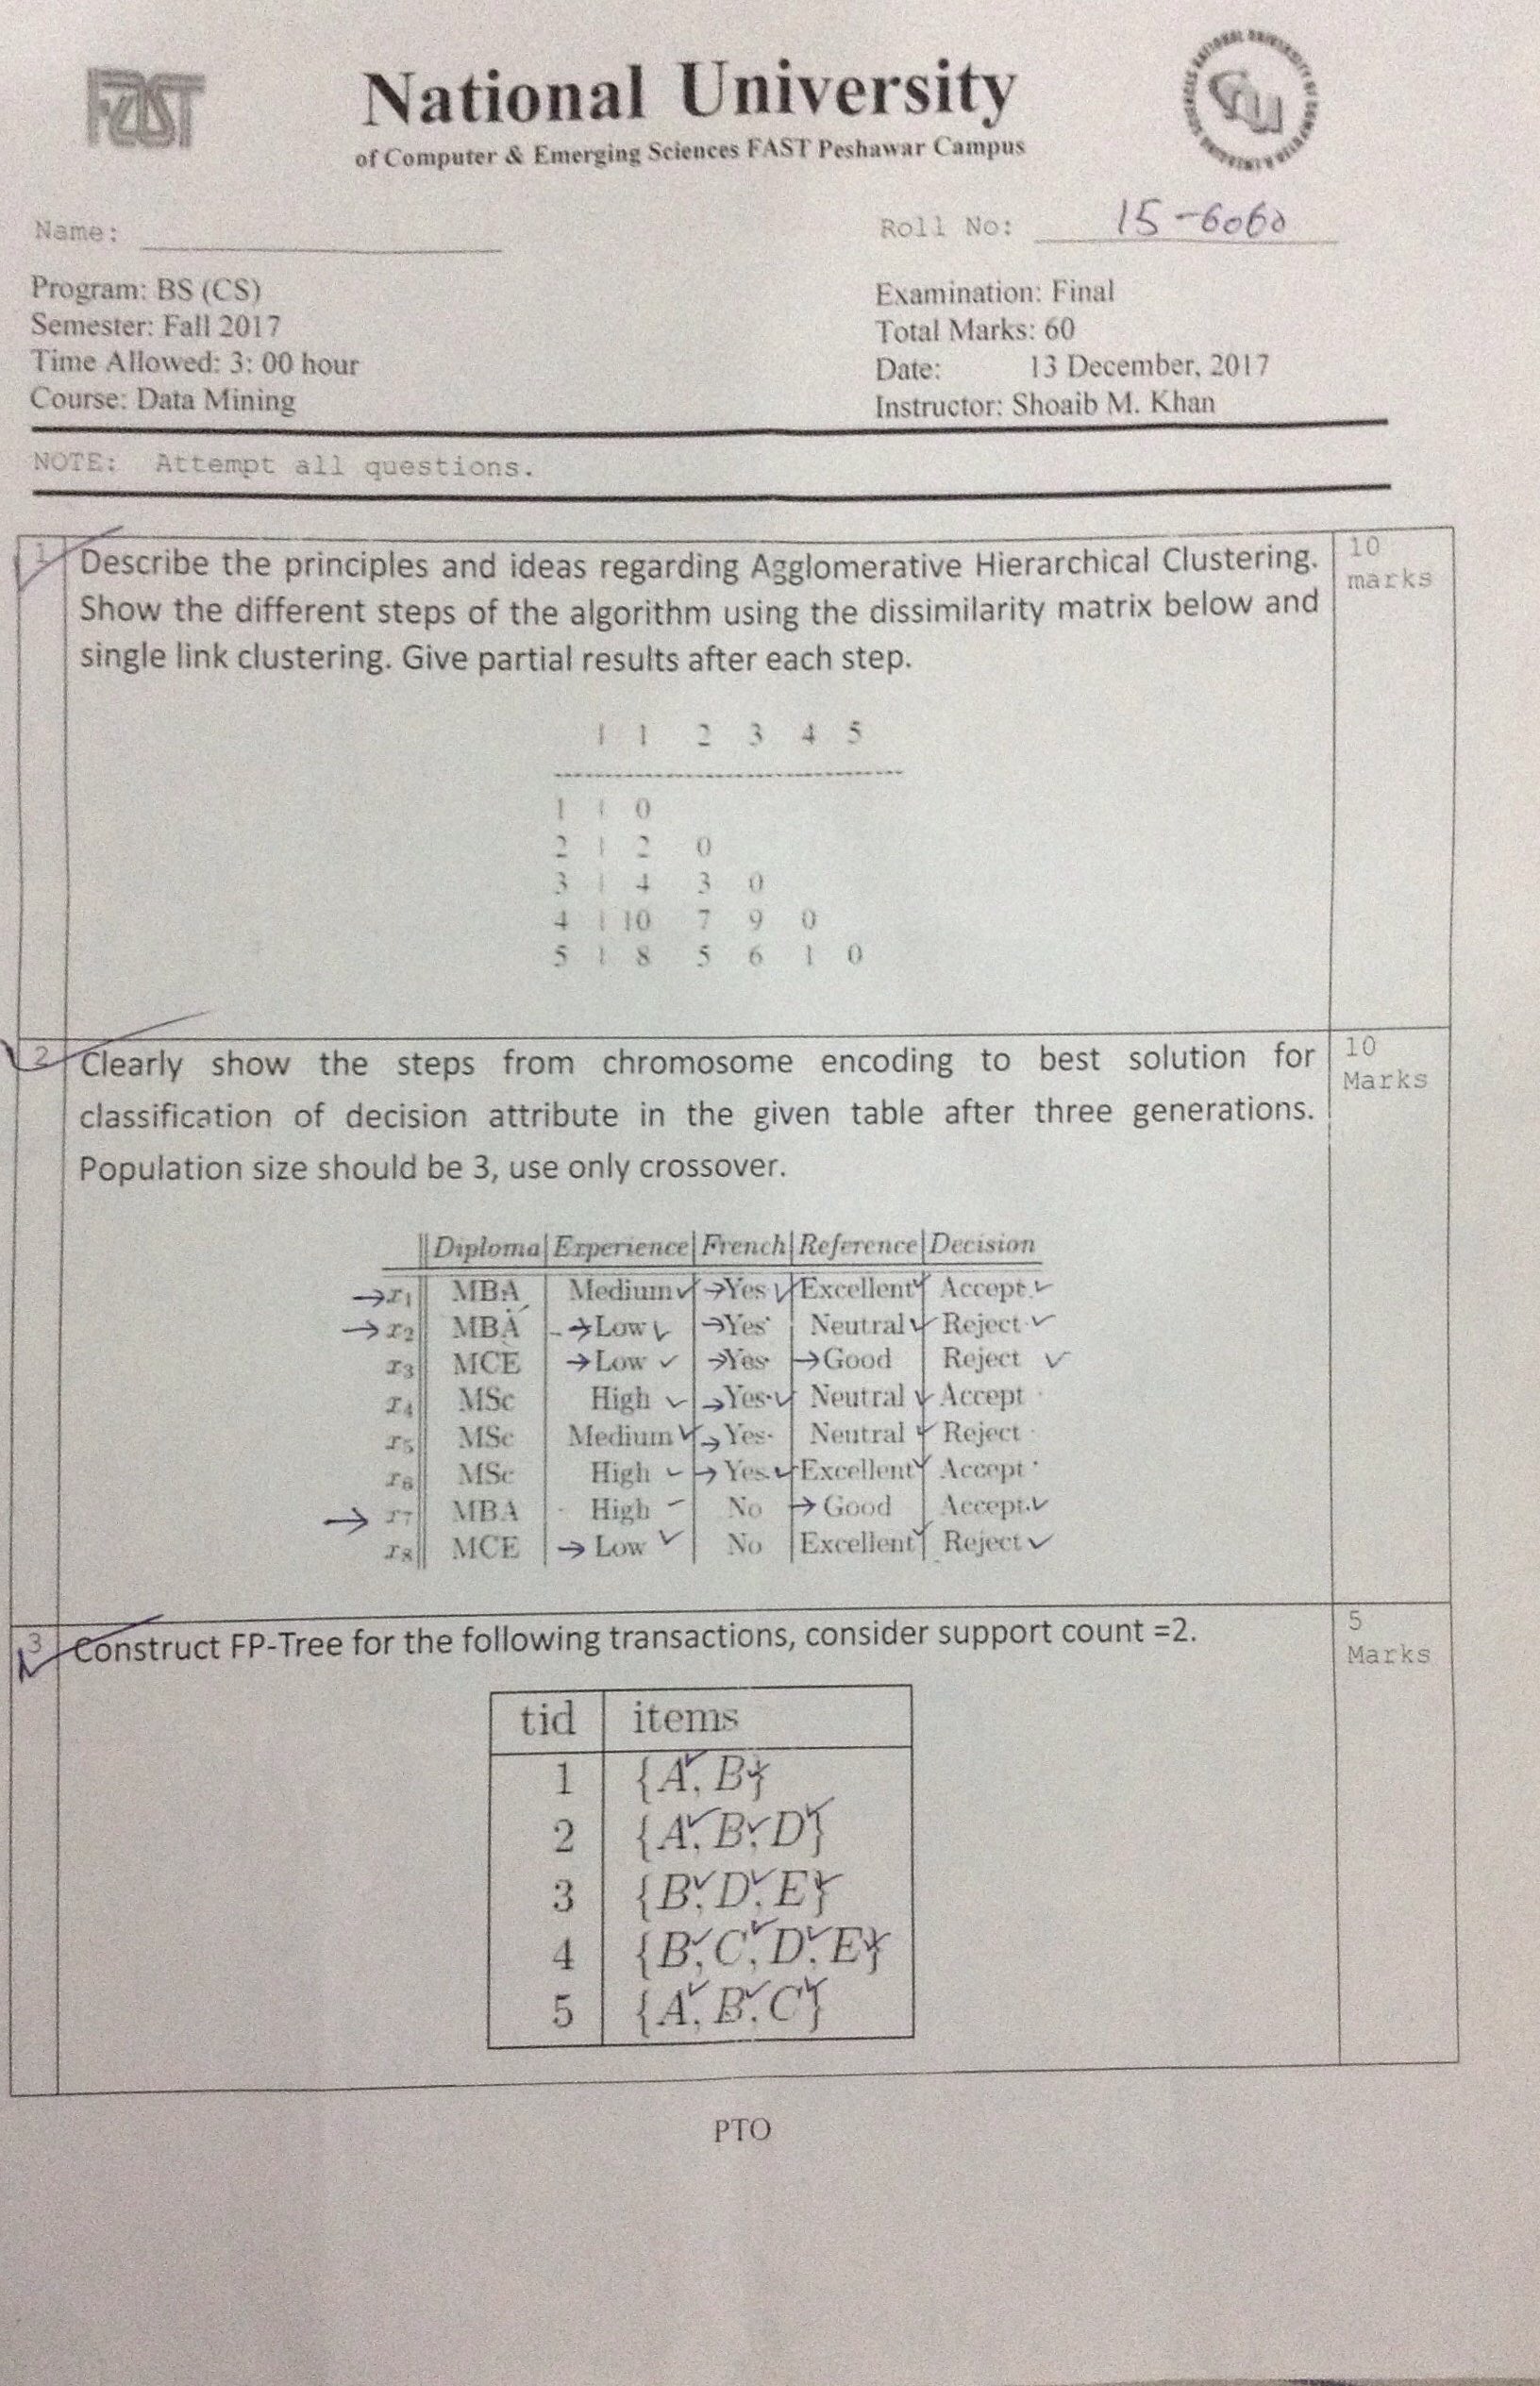 FAST
National University
of Computer & Emerging Sciences FAST Peshawar Campus
Name:
Roll No: 15-6060
Program: BS (CS)
Examination: Final
Semester: Fall 2017
Total Marks: 60
Time Allowed: 3: 00 hour
Date: 13 December, 2017
Course: Data Mining
Instructor: Shoaib M. Khan
NOTE: Attempt all questions.
1 Describe the principles and ideas regarding Agglomerative Hierarchical Clustering. 10
Show the different steps of the algorithm using the dissimilarity matrix below and marks
single link clustering. Give partial results after each step.
| 1 2 3 4 5
--------------------------------
1 | 0
2 | 2 0
3 | 4 3 0
4 | 10 7 9 0
5 | 8 5 6 1 0
2 Clearly show the steps from chromosome encoding to best solution for 10
classification of decision attribute in the given table after three generations. Marks
Population size should be 3, use only crossover.
Diploma Experience French Reference Decision
→x1 MBA Medium✓ →Yes✓ Excellent✓ Accept✓
→x2 MBA →Low✓ →Yes Neutral✓ Reject✓
x3 MCE →Low✓ →Yes →Good Reject ✓
x4 MSc High ✓ →Yes✓ Neutral✓ Accept
x5 MSc Medium✓ →Yes Neutral✓ Reject
x6 MSc High ✓ →Yes✓ Excellent✓ Accept
→x7 MBA High No →Good Accept✓
x8 MCE →Low✓ No Excellent✓ Reject✓
3 Construct FP-Tree for the following transactions, consider support count =2. 5
Marks
tid items
1 {A, B}
2 {A, B, D}
3 {B, D, E}
4 {B, C, D, E}
5 {A, B, C}
PTO